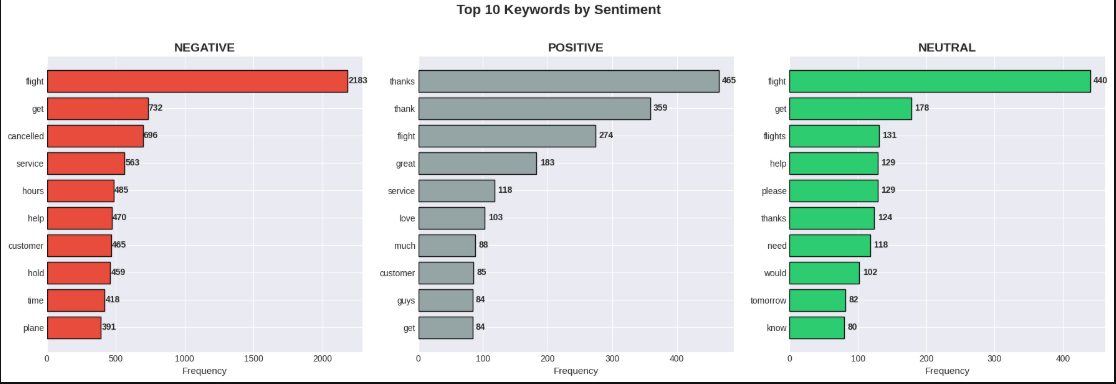 Top 10 Keywords by Sentiment
NEGATIVE
flight 2183
get 732
cancelled 696
service 563
hours 485
help 470
customer 465
hold 459
time 418
plane 391
0 500 1000 1500 2000
Frequency
POSITIVE
thanks 465
thank 359
flight 274
great 183
service 118
love 103
much 88
customer 85
guys 84
get 84
0 100 200 300 400
Frequency
NEUTRAL
flight 440
get 178
flights 131
help 129
please 129
thanks 124
need 118
would 102
tomorrow 82
know 80
0 100 200 300 400
Frequency